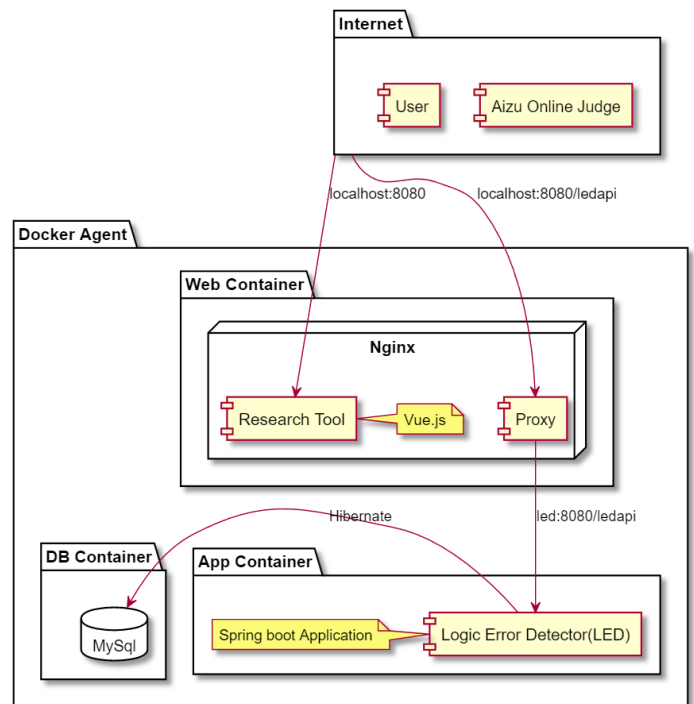 Internet
User
Aizu Online Judge
localhost:8080
localhost:8080/ledapi
Docker Agent
Web Container
Nginx
Research Tool
Vue.js
Proxy
Hibernate
led:8080/ledapi
DB Container
MySql
App Container
Spring boot Application
Logic Error Detector(LED)